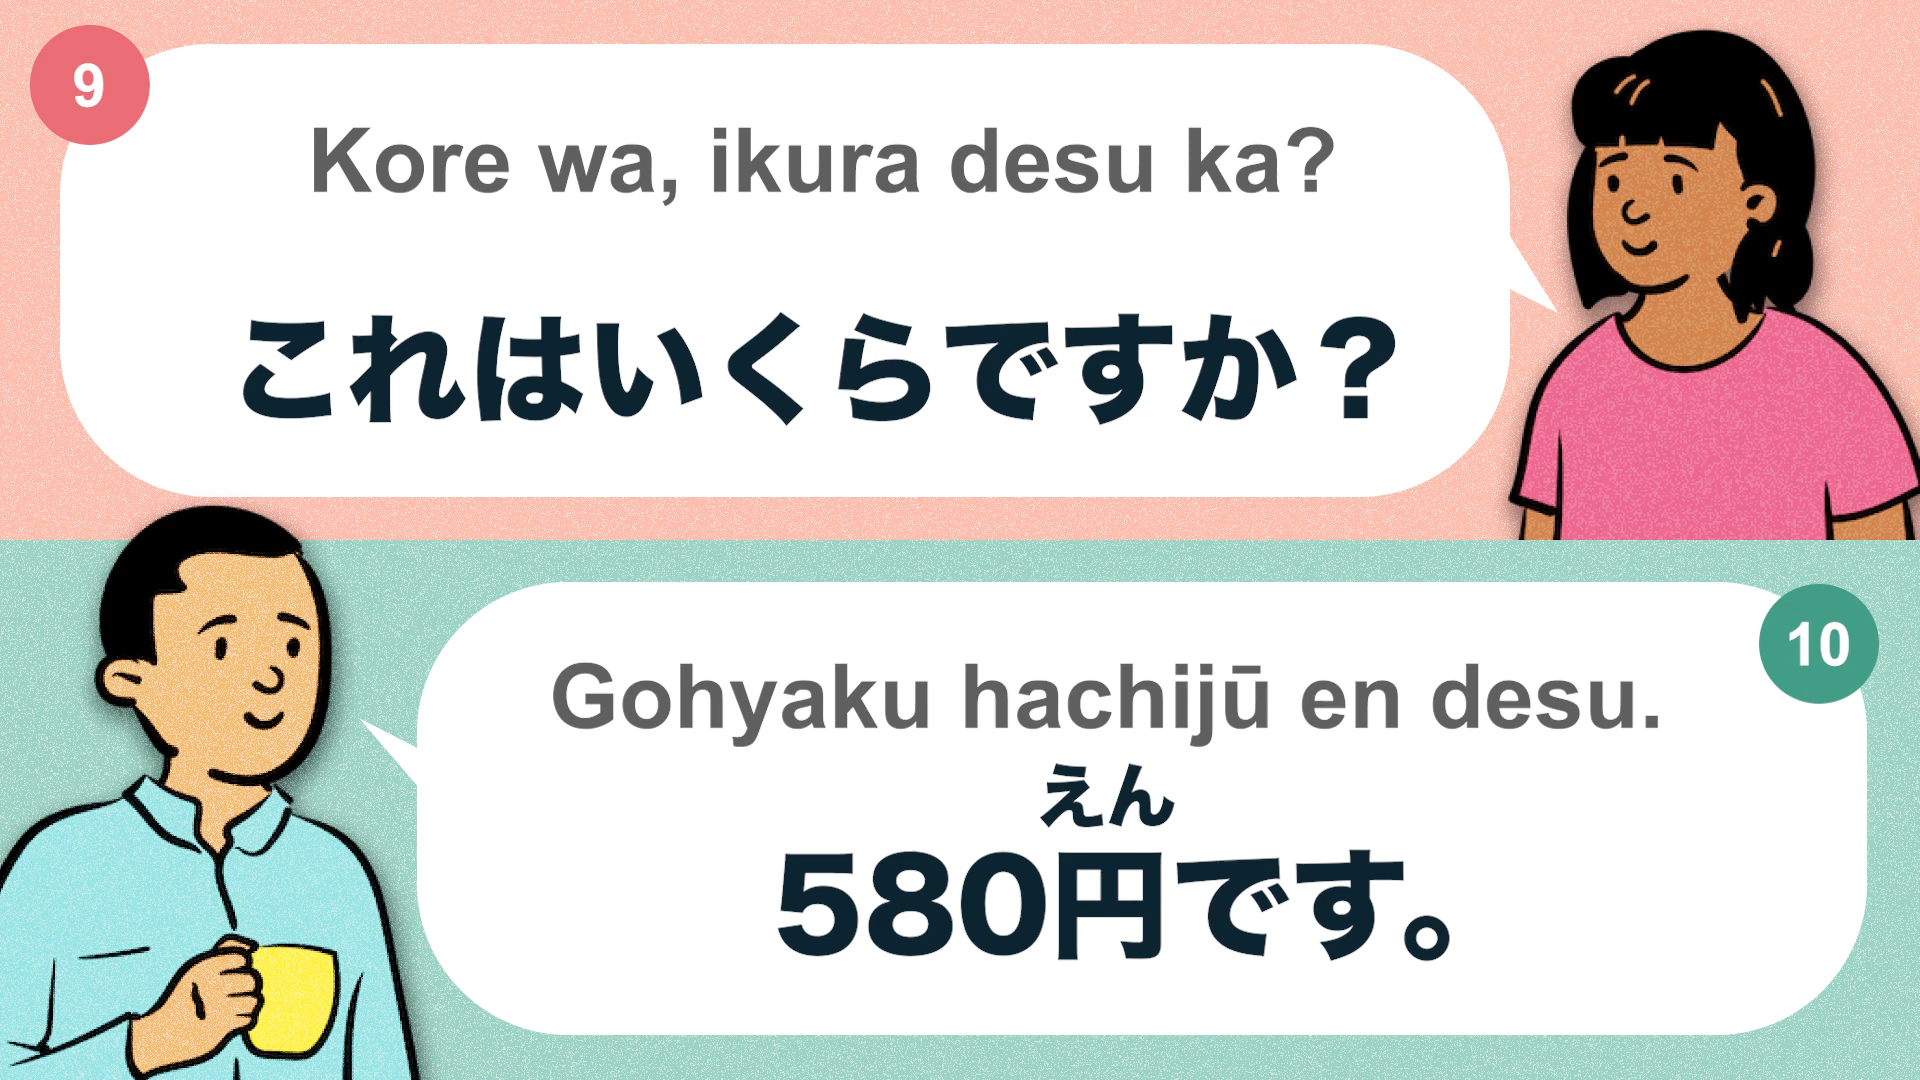 9
Kore wa, ikura desu ka?
これはいくらですか？
10
Gohyaku hachijū en desu.
えん
580円です。